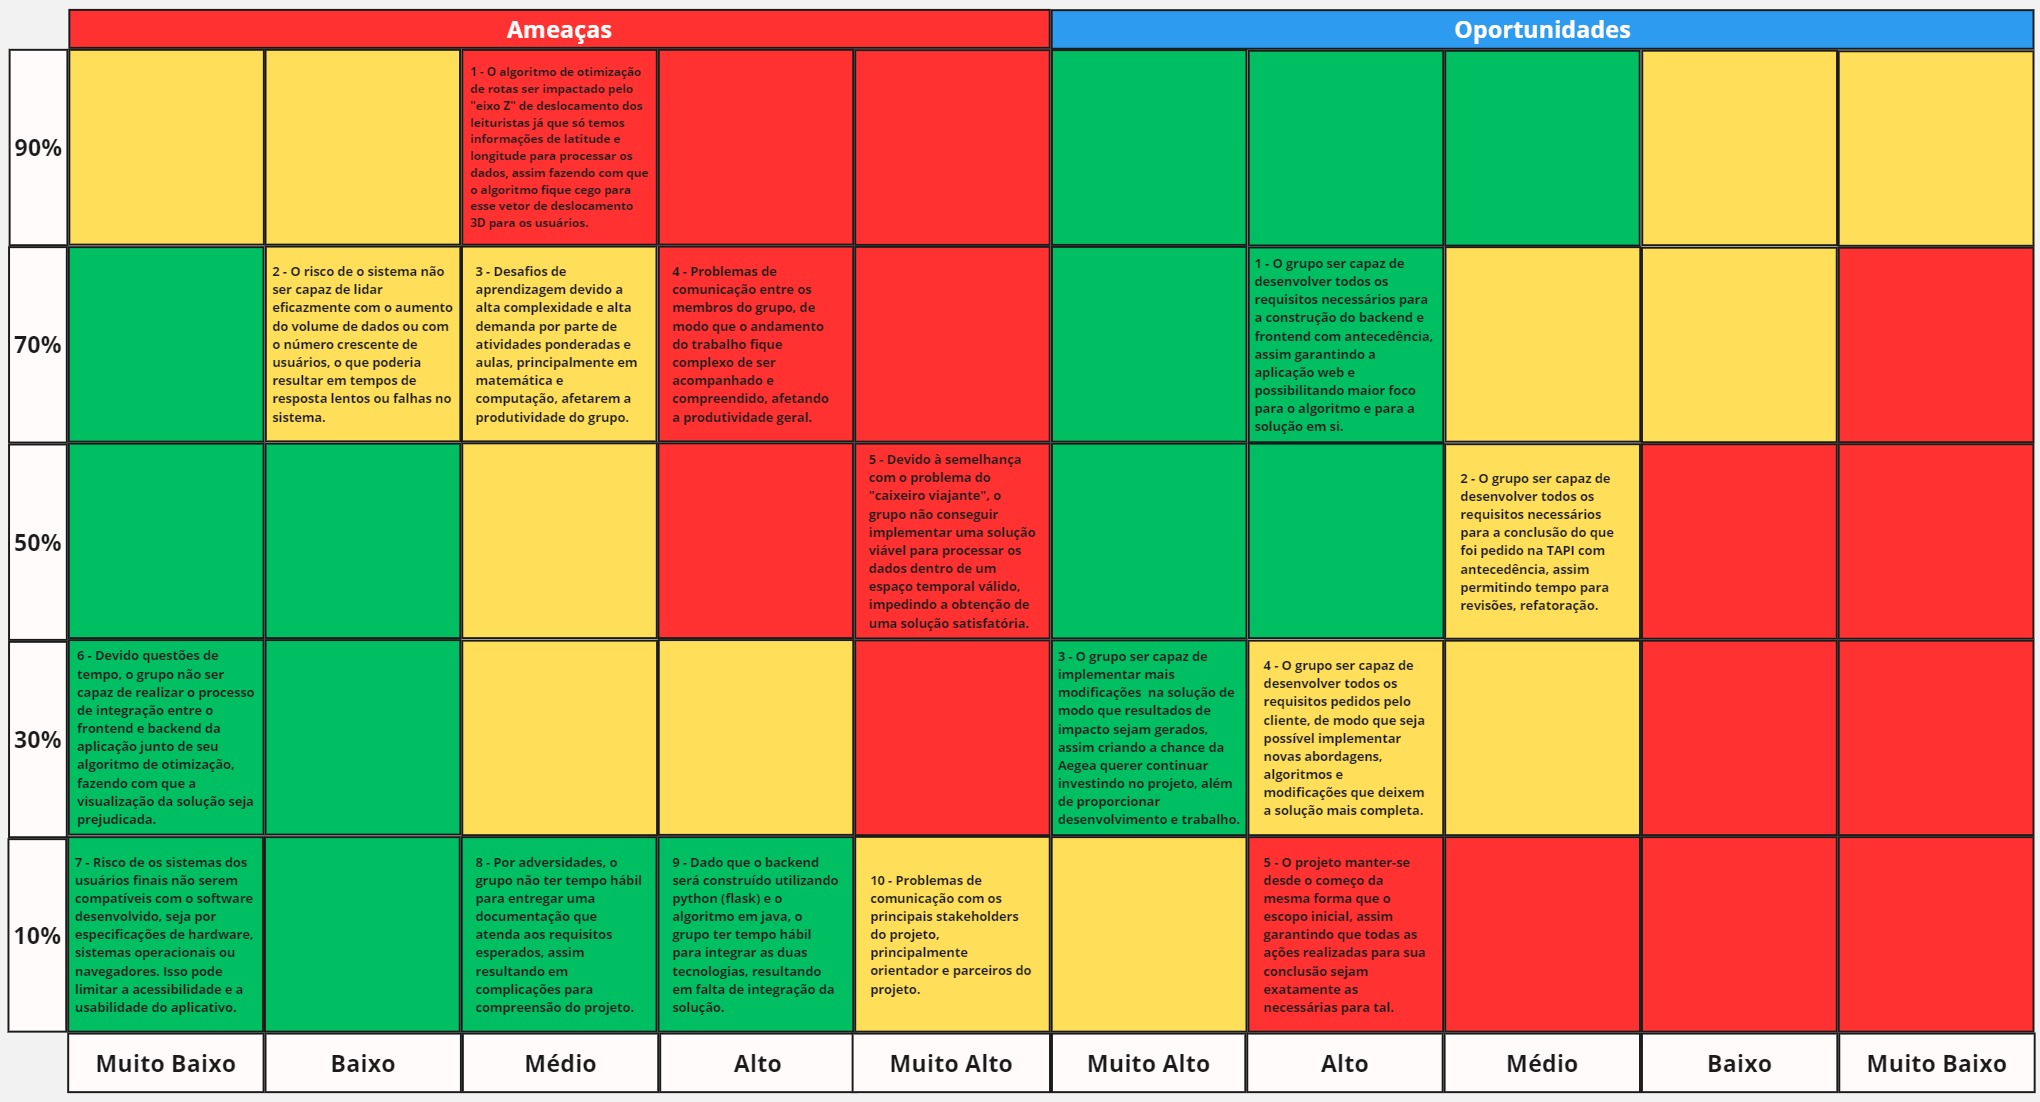 Ameaças
Oportunidades
90%
1 - O algoritmo de otimização
de rotas ser impactado pelo
"eixo Z" de deslocamento dos
leituristas já que só temos
informações de latitude e
longitude para processar os
dados, assim fazendo com que
o algoritmo fique cego para
esse vetor de deslocamento
3D para os usuários.
70%
2 - O risco de o sistema não
ser capaz de lidar
eficazmente com o aumento
do volume de dados ou com
o número crescente de
usuários, o que poderia
resultar em tempos de
resposta lentos ou falhas no
sistema.
3 - Desafios de
aprendizagem devido a
alta complexidade e alta
demanda por parte de
atividades ponderadas e
aulas, principalmente em
matemática e
computação, afetarem a
produtividade do grupo.
4 - Problemas de
comunicação entre os
membros do grupo, de
modo que o andamento
do trabalho fique
complexo de ser
acompanhado e
compreendido, afetando
a produtividade geral.
1 - O grupo ser capaz de
desenvolver todos os
requisitos necessários para
a construção do backend e
frontend com antecedência,
assim garantindo a
aplicação web e
possibilitando maior foco
para o algoritmo e para a
solução em si.
50%
5 - Devido à semelhança
com o problema do
"caixeiro viajante", o
grupo não conseguir
implementar uma solução
viável para processar os
dados dentro de um
espaço temporal válido,
impedindo a obtenção de
uma solução satisfatória.
2 - O grupo ser capaz de
desenvolver todos os
requisitos necessários
para a conclusão do que
foi pedido na TAPI com
antecedência, assim
permitindo tempo para
revisões, refatoração.
30%
6 - Devido questões de
tempo, o grupo não ser
capaz de realizar o processo
de integração entre o
frontend e backend da
aplicação junto de seu
algoritmo de otimização,
fazendo com que a
visualização da solução seja
prejudicada.
3 - O grupo ser capaz de
implementar mais
modificações na solução de
modo que resultados de
impacto sejam gerados,
assim criando a chance da
Aegea querer continuar
investindo no projeto, além
de proporcionar
desenvolvimento e trabalho.
4 - O grupo ser capaz de
desenvolver todos os
requisitos pedidos pelo
cliente, de modo que seja
possível implementar
novas abordagens,
algoritmos e
modificações que deixem
a solução mais completa.
10%
7 - Risco de os sistemas dos
usuários finais não serem
compatíveis com o software
desenvolvido, seja por
especificações de hardware,
sistemas operacionais ou
navegadores. Isso pode
limitar a acessibilidade e a
usabilidade do aplicativo.
8 - Por adversidades, o
grupo não ter tempo hábil
para entregar uma
documentação que
atenda aos requisitos
esperados, assim
resultando em
complicações para
compreensão do projeto.
9 - Dado que o backend
será construído utilizando
python (flask) e o
algoritmo em java, o
grupo ter tempo hábil
para integrar as duas
tecnologias, resultando
em falta de integração da
solução.
10 - Problemas de
comunicação com os
principais stakeholders
do projeto,
principalmente
orientador e parceiros do
projeto.
5 - O projeto manter-se
desde o começo da
mesma forma que o
escopo inicial, assim
garantindo que todas as
ações realizadas para sua
conclusão sejam
exatamente as
necessárias para tal.
Muito Baixo
Baixo
Médio
Alto
Muito Alto
Muito Alto
Alto
Médio
Baixo
Muito Baixo